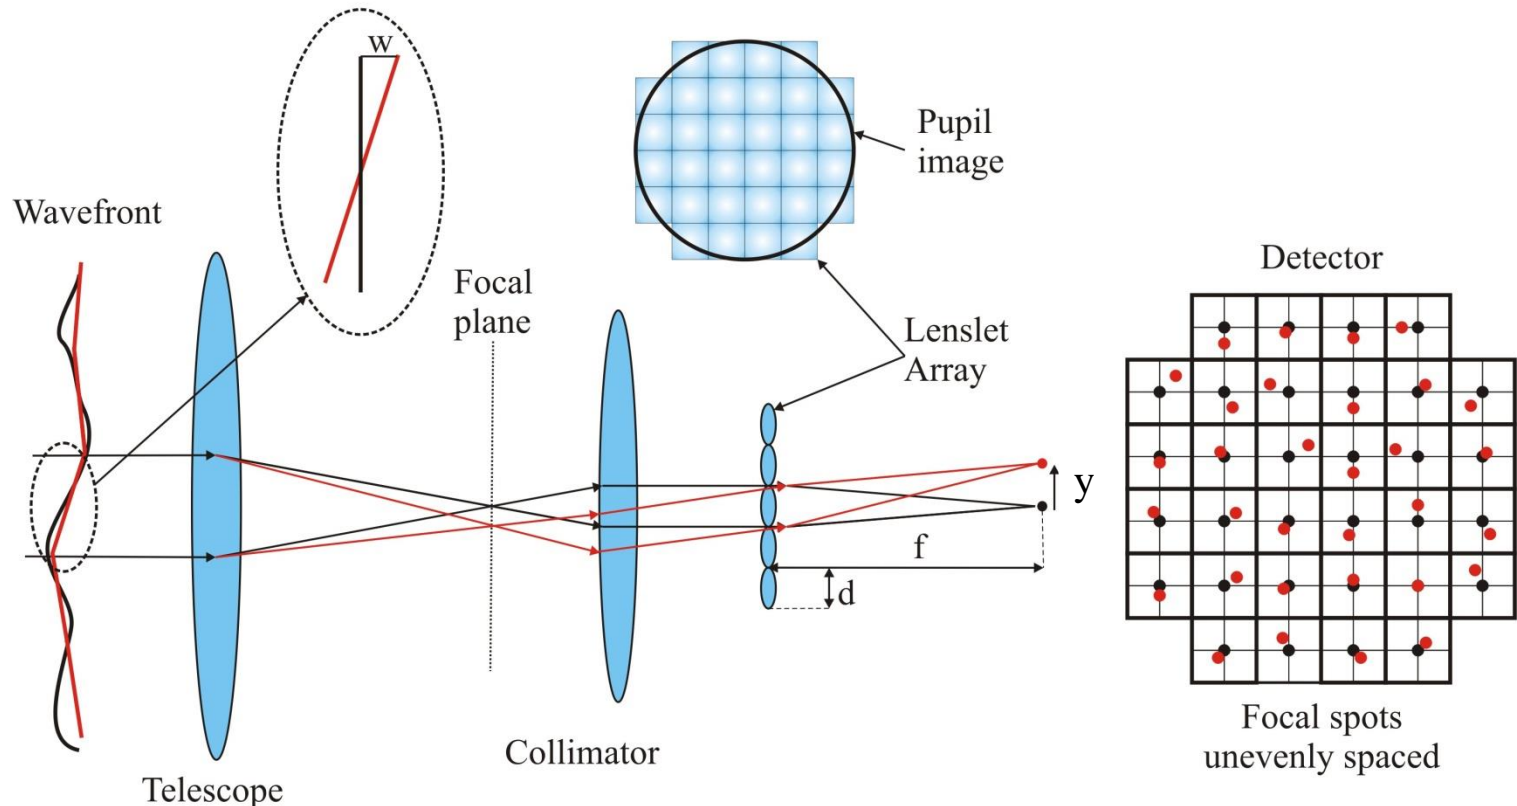 w
Pupil
image
Wavefront
Focal
plane
Detector
Lenslet
Array
y
f
d
Collimator
Focal spots
unevenly spaced
Telescope